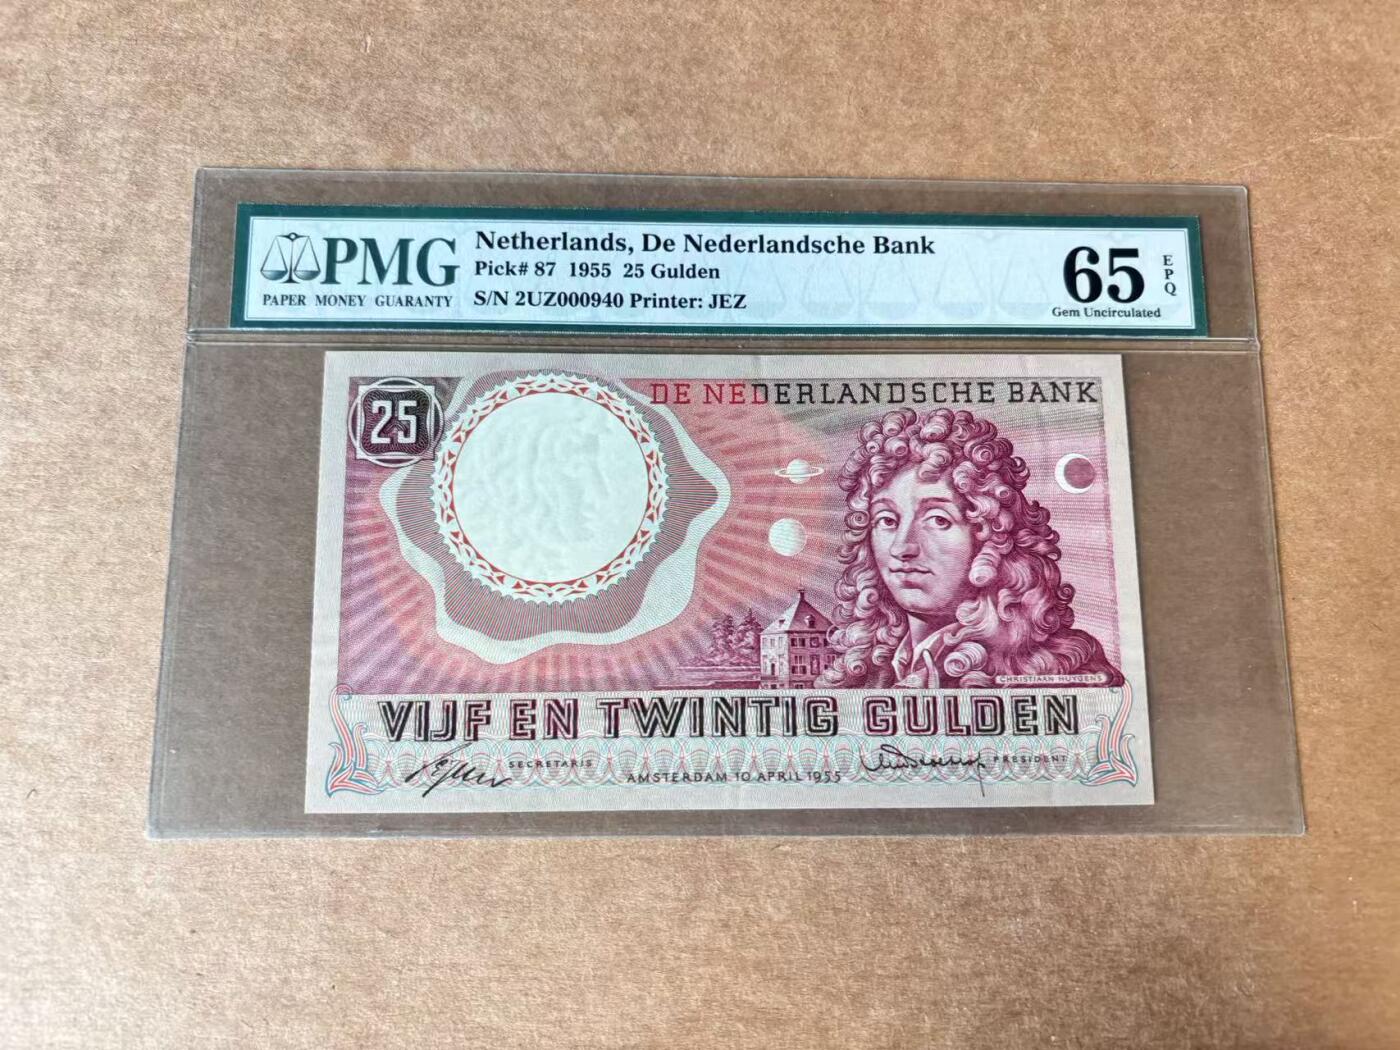 PMG
PAPER MONEY GUARANTY
Netherlands, De Nederlandsche Bank
Pick# 87 1955 25 Gulden
S/N 2UZ000940 Printer: JEZ
65
EPQ
Gem Uncirculated
25
DE NEDERLANDSCHE BANK
CHRISTIAAN HUYGENS
VIJF EN TWINTIG GULDEN
SECRETARIS
AMSTERDAM 10 APRIL 1955
PRESIDENT